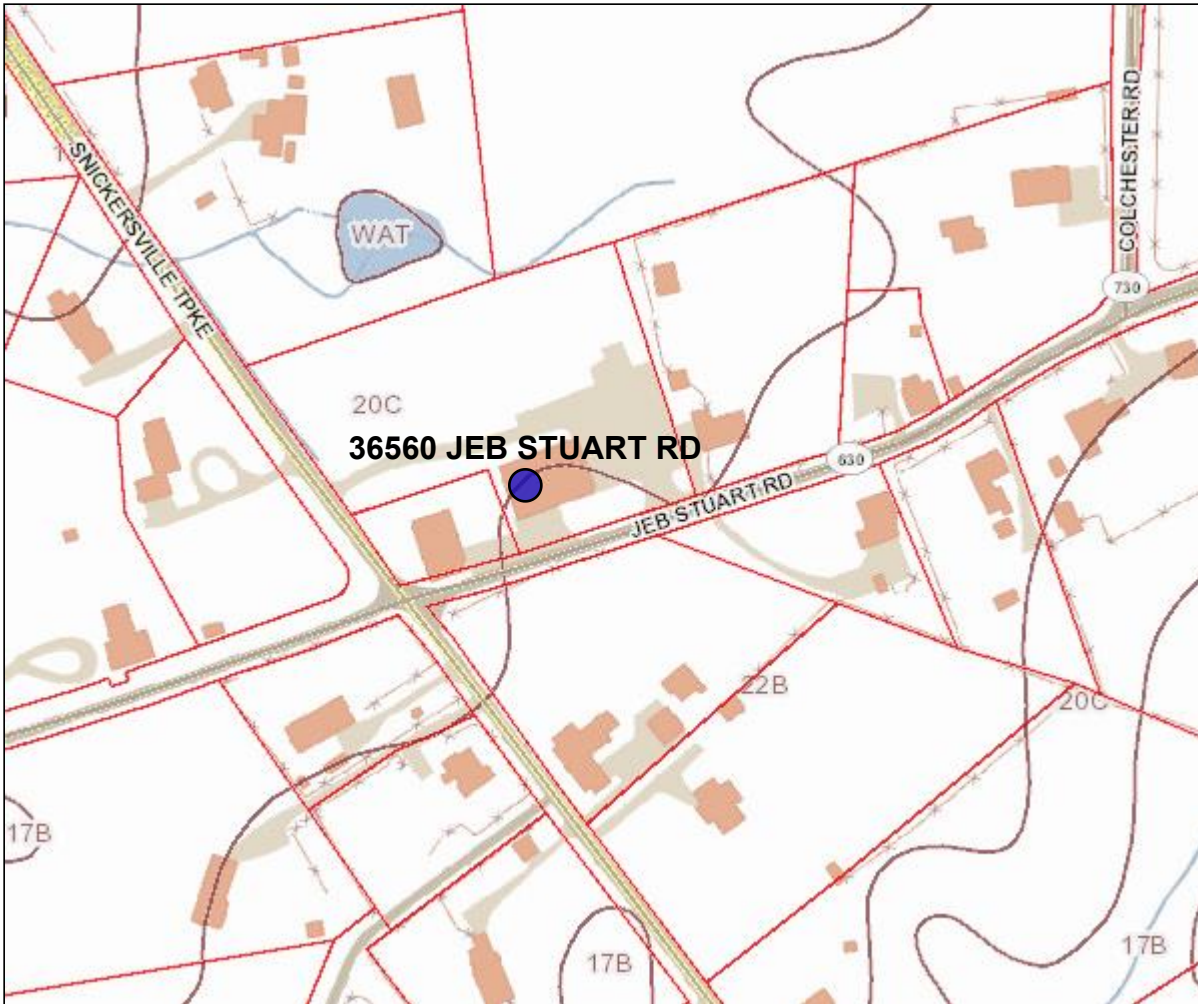 SNICKERSVILLE TPKE
COLCHESTER RD
WAT
730
20C
36560 JEB STUART RD
630
JEB STUART RD
22B
20C
17B
17B
17B